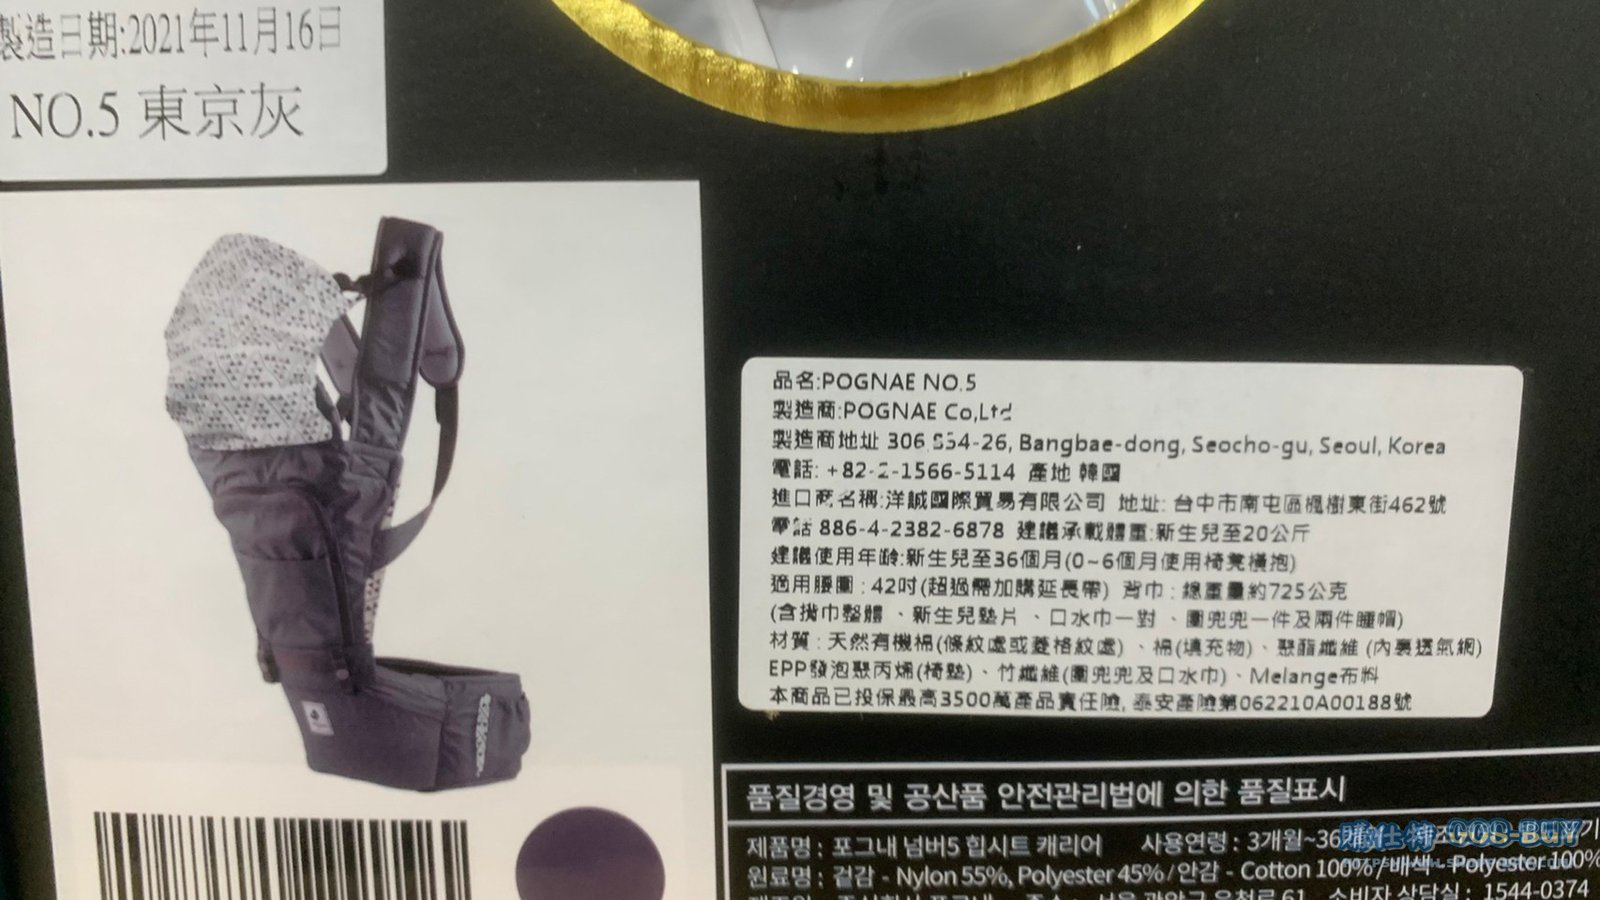 製造日期:2021年11月16日
NO.5 東京灰
品名:POGNAE NO.5
製造商:POGNAE Co,Ltd
製造商地址 306 554-26, Bangbae-dong, Seocho-gu, Seoul, Korea
電話: +82-2-1566-5114 產地 韓國
進口商名稱:洋誠國際貿易有限公司 地址: 台中市南屯區楓樹東街462號
電話 886-4-2382-6878 建議承載體重:新生兒至20公斤
建議使用年齡:新生兒至36個月(0~6個月使用椅凳橫抱)
適用腰圍 : 42吋(超過需加購延長帶) 背巾 : 總重量約725公克
(含揹巾整體 、新生兒墊片 、口水巾一對 、圍兜兜一件及兩件睡帽)
材質 : 天然有機棉(條紋處或菱格紋處) 、棉(填充物)、聚酯纖維 (內裏透氣網)
EPP發泡聚丙烯(椅墊)、竹纖維(圍兜兜及口水巾)、Melange布料
本商品已投保最高3500萬產品責任險, 泰安產險第062210A00188號
품질경영 및 공산품 안전관리법에 의한 품질표시
제품명 : 포그내 넘버5 힙시트 캐리어 사용연령 : 3개월~36개월
원료명 : 겉감 - Nylon 55%, Polyester 45% / 안감 - Cotton 100% / 배색 - Polyester 100%
소비자 상담실 : 1544-0374
GOS-BUY